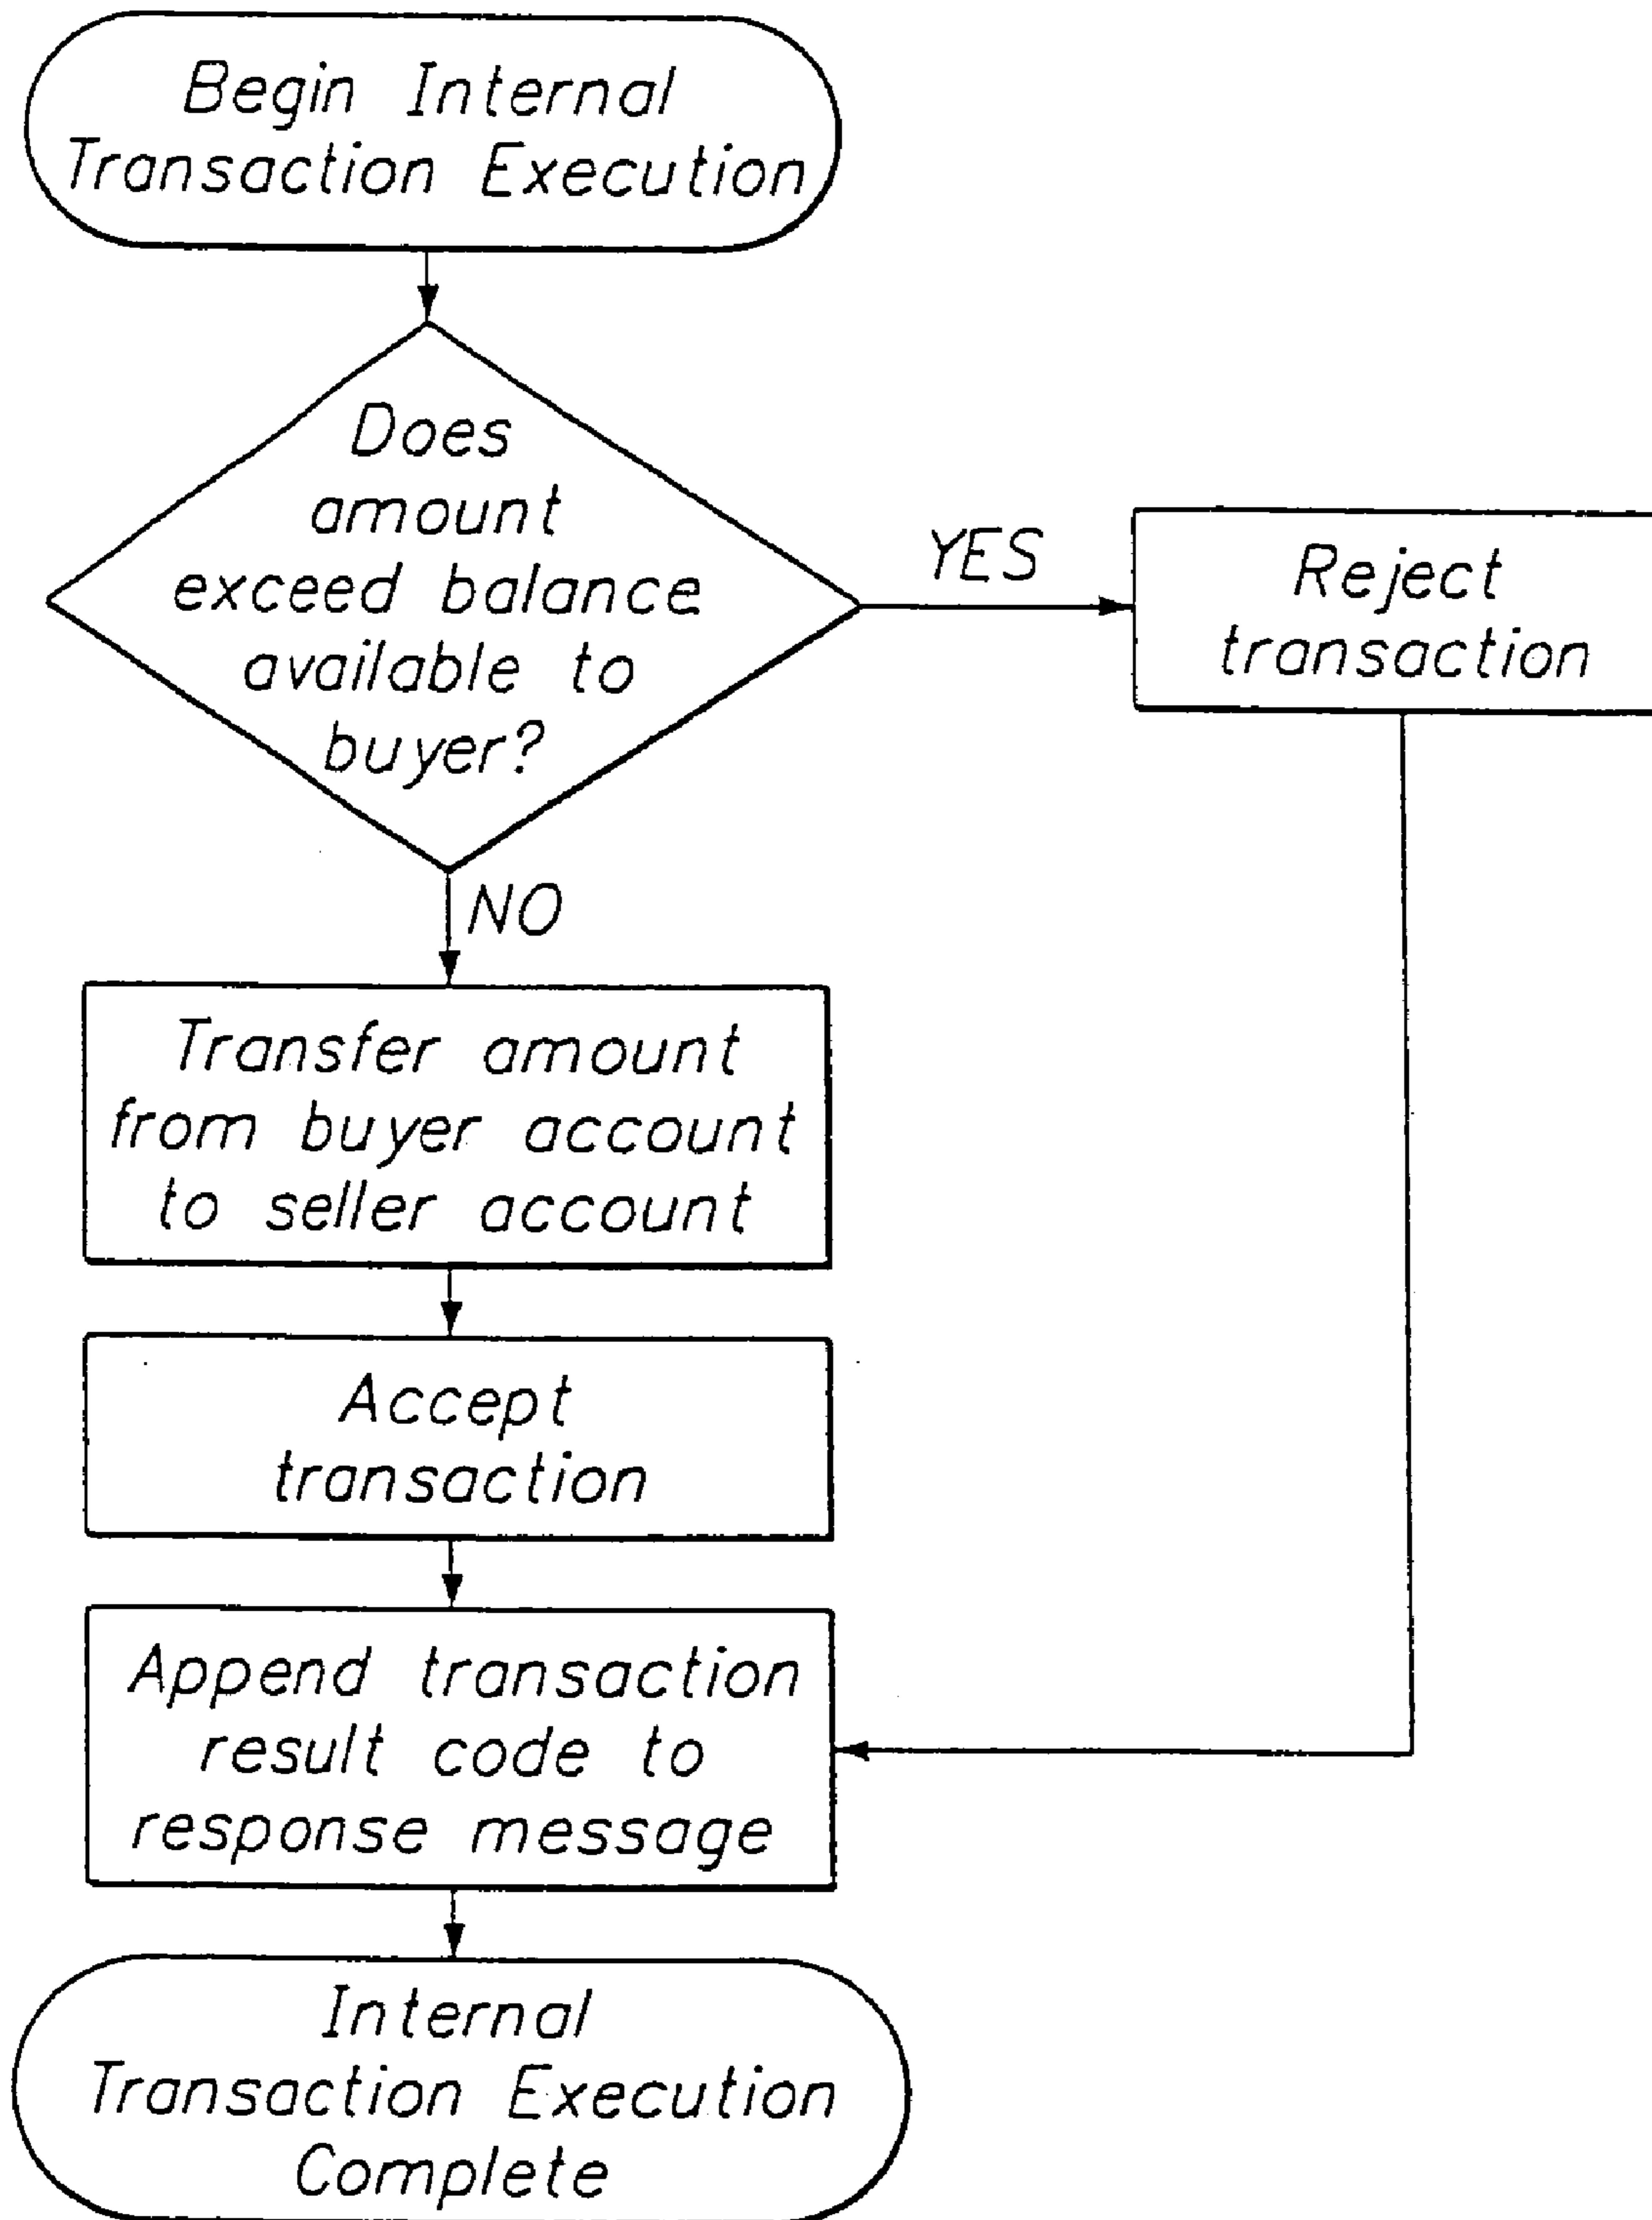 Begin Internal
Transaction Execution
Does
amount
exceed balance
available to
buyer?
YES
Reject
transaction
NO
Transfer amount
from buyer account
to seller account
Accept
transaction
Append transaction
result code to
response message
Internal
Transaction Execution
Complete